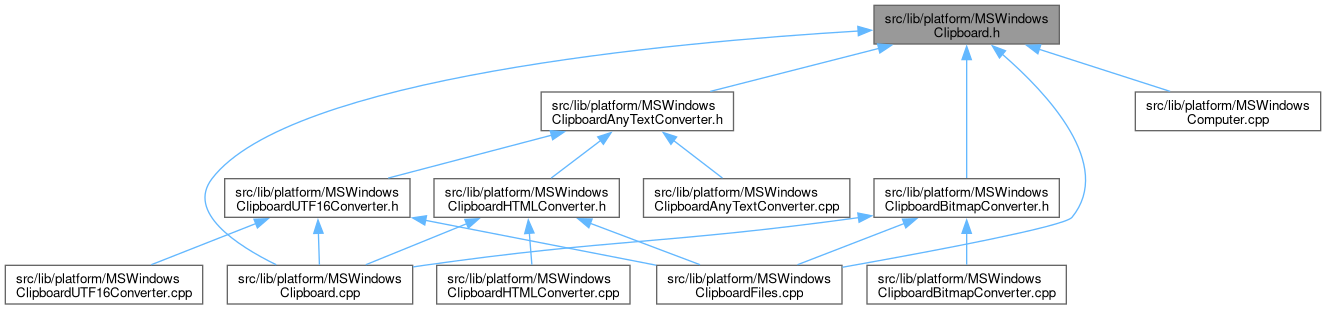 src/lib/platform/MSWindows
Clipboard.h
src/lib/platform/MSWindows
ClipboardAnyTextConverter.h
src/lib/platform/MSWindows
Computer.cpp
src/lib/platform/MSWindows
ClipboardUTF16Converter.h
src/lib/platform/MSWindows
ClipboardHTMLConverter.h
src/lib/platform/MSWindows
ClipboardAnyTextConverter.cpp
src/lib/platform/MSWindows
ClipboardBitmapConverter.h
src/lib/platform/MSWindows
ClipboardUTF16Converter.cpp
src/lib/platform/MSWindows
Clipboard.cpp
src/lib/platform/MSWindows
ClipboardHTMLConverter.cpp
src/lib/platform/MSWindows
ClipboardFiles.cpp
src/lib/platform/MSWindows
ClipboardBitmapConverter.cpp